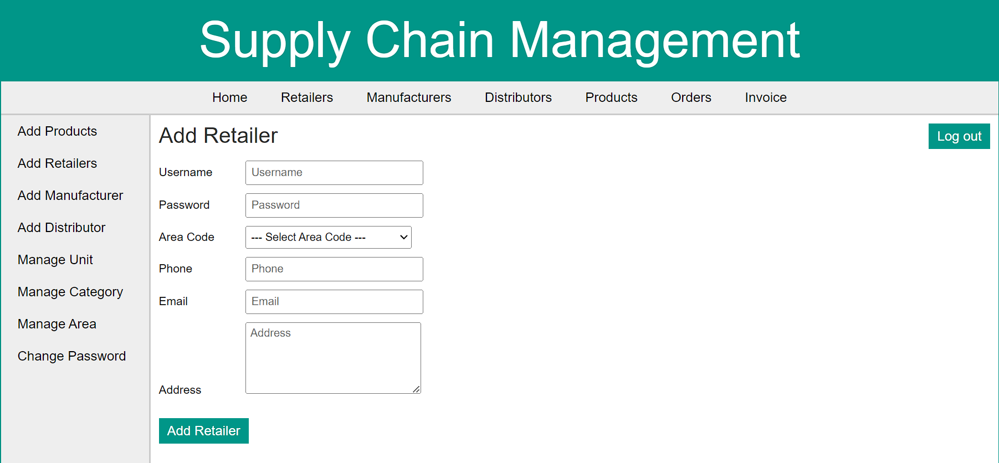 Supply Chain Management
Home Retailers Manufacturers Distributors Products Orders Invoice
Add Products
Add Retailers
Add Manufacturer
Add Distributor
Manage Unit
Manage Category
Manage Area
Change Password
Add Retailer
Log out
Username Username
Password Password
Area Code --- Select Area Code ---
Phone Phone
Email Email
Address
Address
Add Retailer